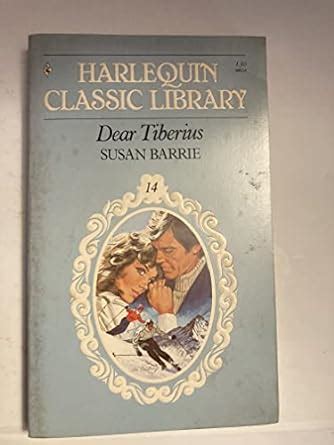 HARLEQUIN
CLASSIC LIBRARY
Dear Tiberius
SUSAN BARRIE
14